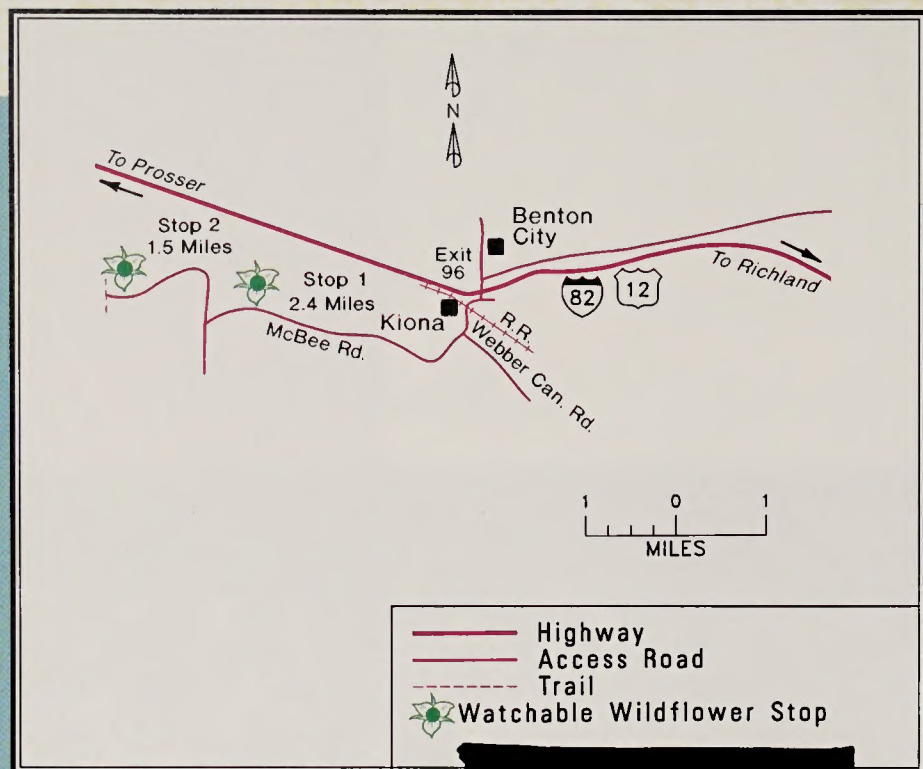 N
To Prosser
Stop 2
1.5 Miles
Benton
City
Exit
96
To Richland
Stop 1
2.4 Miles
82
12
Kiona
R.R.
McBee Rd.
Webber Can. Rd.
1 0 1
MILES
Highway
Access Road
Trail
Watchable Wildflower Stop